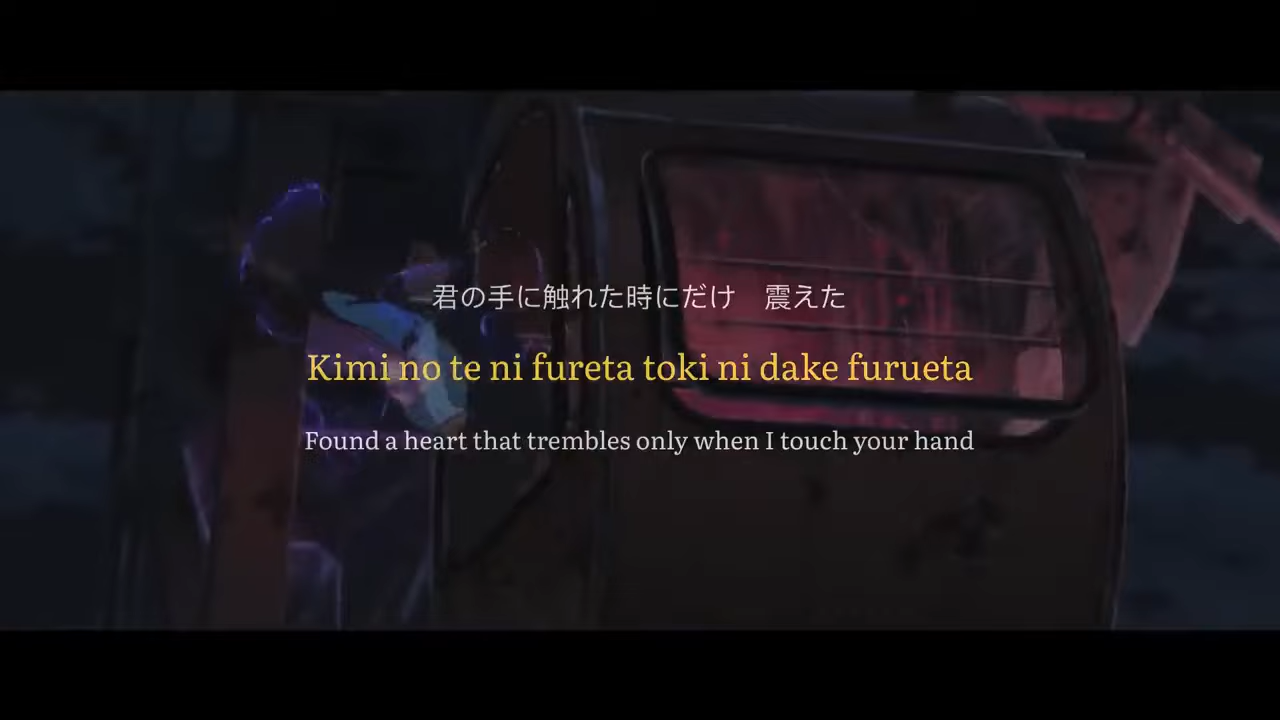 君の手に触れた時にだけ　震えた
Kimi no te ni fureta toki ni dake furueta
Found a heart that trembles only when I touch your hand